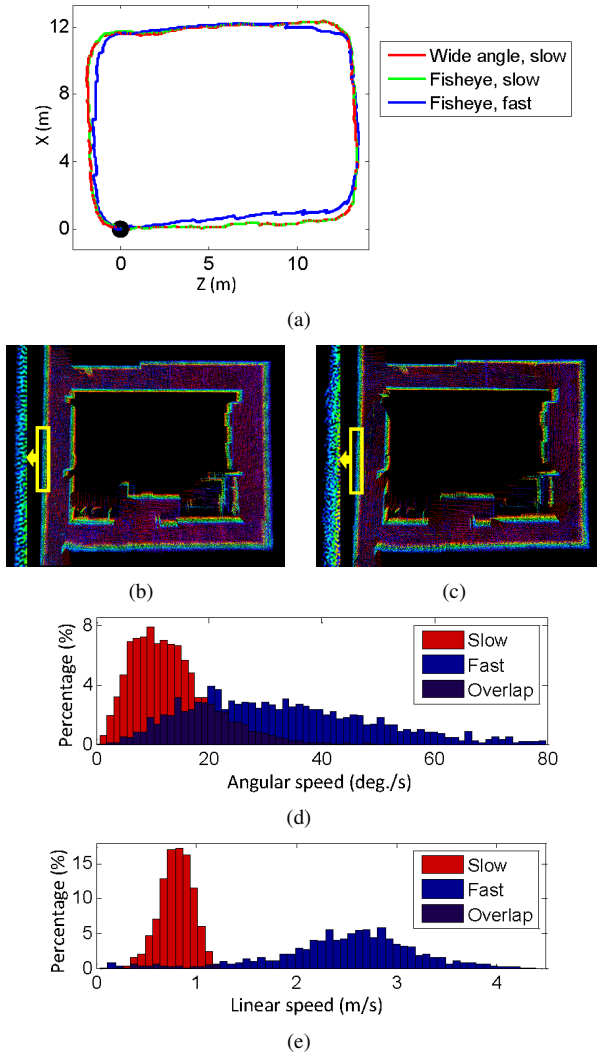 12
8
4
0
X (m)
0
5
10
Z (m)
Wide angle, slow
Fisheye, slow
Fisheye, fast
(a)
(b)
(c)
8
4
0
Percentage (%)
Slow
Fast
Overlap
0
20
40
60
80
Angular speed (deg./s)
(d)
15
10
5
0
Percentage (%)
Slow
Fast
Overlap
0
1
2
3
4
Linear speed (m/s)
(e)